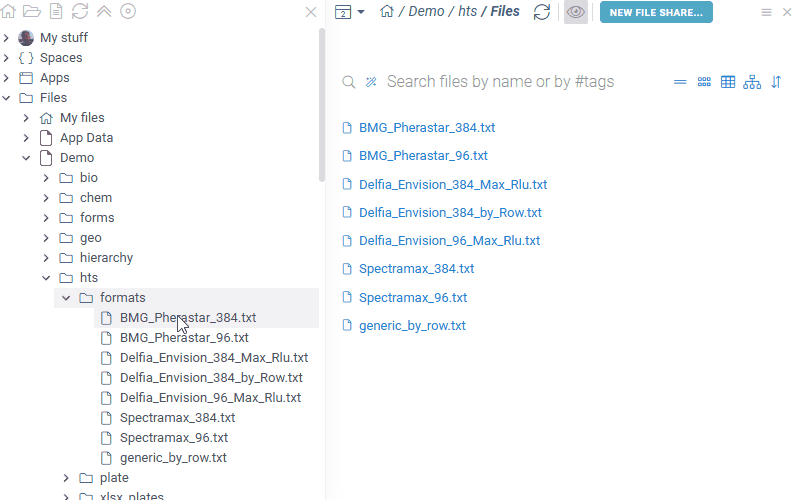 My stuff
Spaces
Apps
Files
My files
App Data
Demo
bio
chem
forms
geo
hierarchy
hts
formats
BMG_Pherastar_384.txt
BMG_Pherastar_96.txt
Delfia_Envision_384_Max_Rlu.txt
Delfia_Envision_384_by_Row.txt
Delfia_Envision_96_Max_Rlu.txt
Spectramax_384.txt
Spectramax_96.txt
generic_by_row.txt
plate
xlsx_plates
2 / Demo / hts / Files NEW FILE SHARE...
Search files by name or by #tags
BMG_Pherastar_384.txt
BMG_Pherastar_96.txt
Delfia_Envision_384_Max_Rlu.txt
Delfia_Envision_384_by_Row.txt
Delfia_Envision_96_Max_Rlu.txt
Spectramax_384.txt
Spectramax_96.txt
generic_by_row.txt